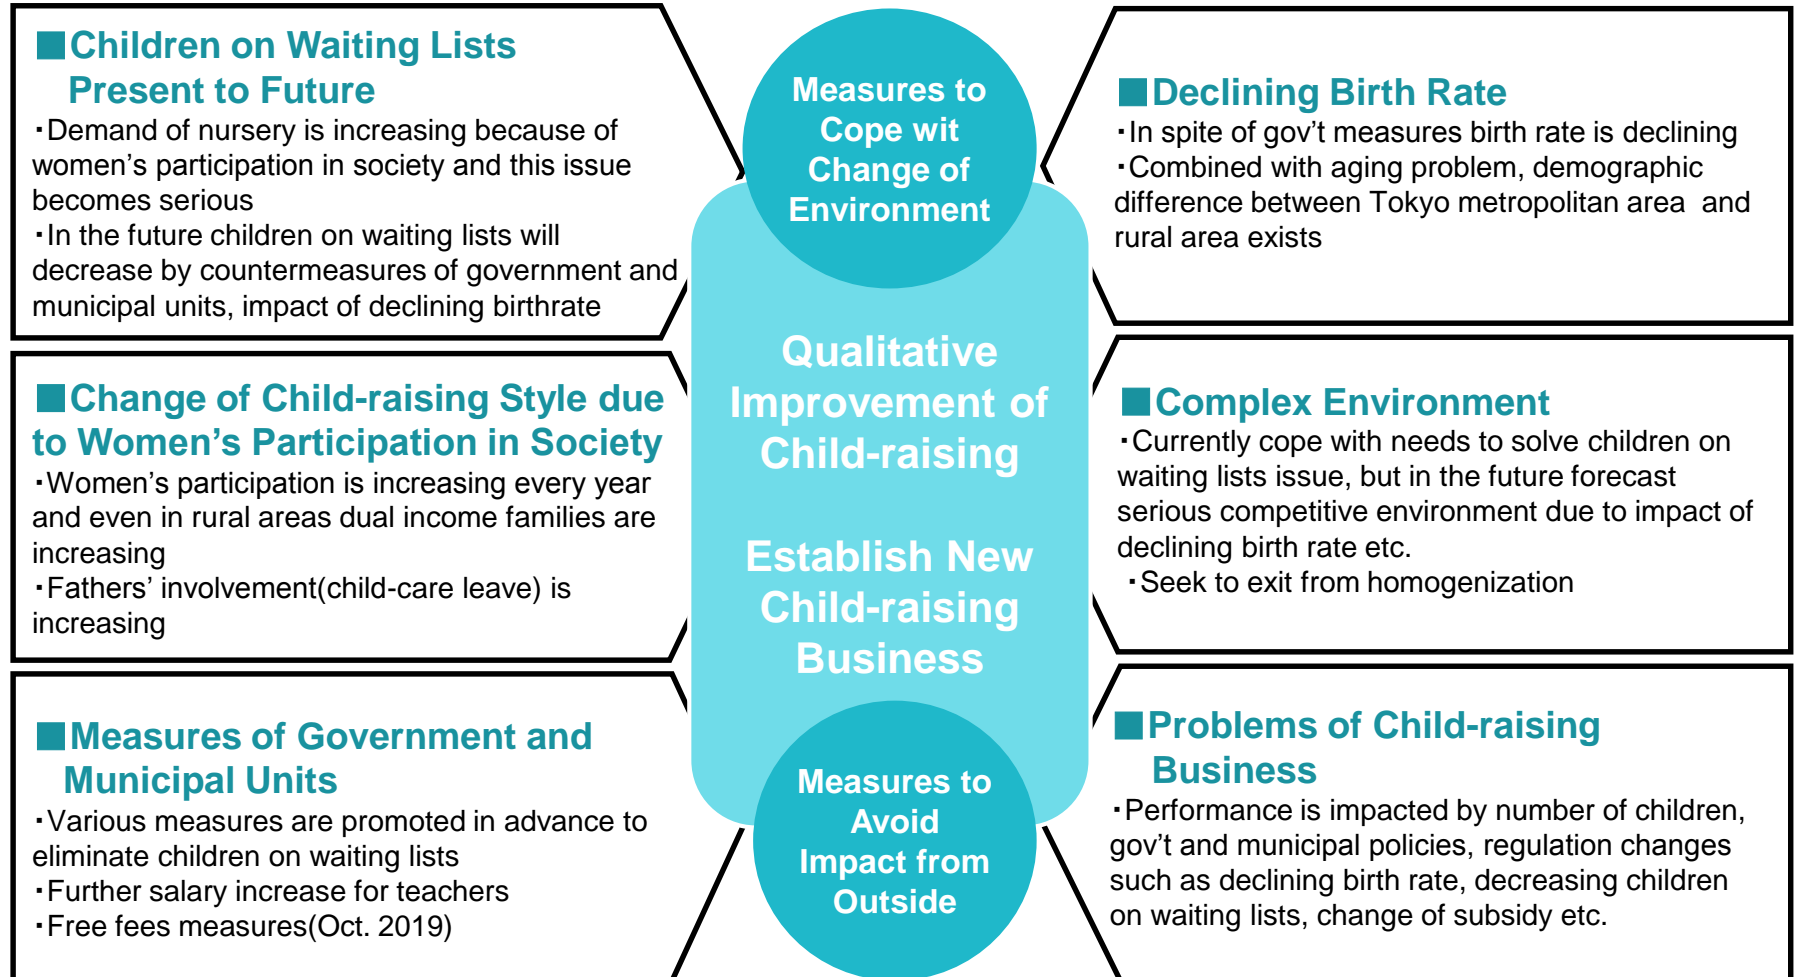 ■Children on Waiting Lists
Present to Future
・Demand of nursery is increasing because of
women's participation in society and this issue
becomes serious
・In the future children on waiting lists will
decrease by countermeasures of government and
municipal units, impact of declining birthrate
■Change of Child-raising Style due
to Women's Participation in Society
・Women's participation is increasing every year
and even in rural areas dual income families are
increasing
・Fathers' involvement(child-care leave) is
increasing
■Measures of Government and
Municipal Units
・Various measures are promoted in advance to
eliminate children on waiting lists
・Further salary increase for teachers
・Free fees measures(Oct. 2019)
Measures to
Cope wit
Change of
Environment
Qualitative
Improvement of
Child-raising
Establish New
Child-raising
Business
Measures to
Avoid
Impact from
Outside
■Declining Birth Rate
・In spite of gov't measures birth rate is declining
・Combined with aging problem, demographic
difference between Tokyo metropolitan area and
rural area exists
■Complex Environment
・Currently cope with needs to solve children on
waiting lists issue, but in the future forecast
serious competitive environment due to impact of
declining birth rate etc.
・Seek to exit from homogenization
■Problems of Child-raising
Business
・Performance is impacted by number of children,
gov't and municipal policies, regulation changes
such as declining birth rate, decreasing children
on waiting lists, change of subsidy etc.